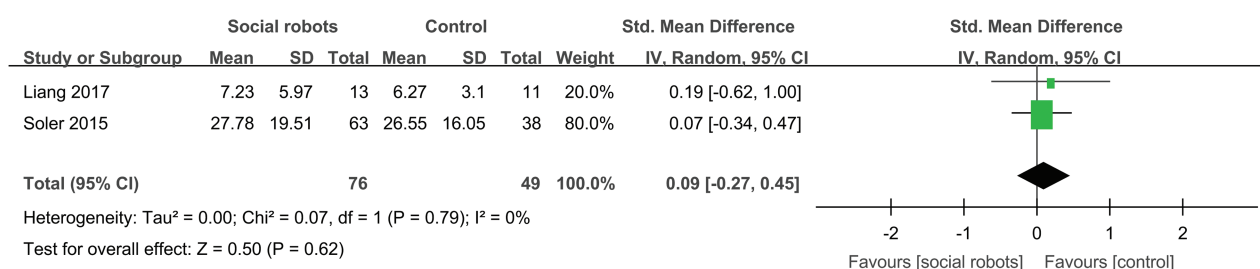 Social robots Control Std. Mean Difference Std. Mean Difference
Study or Subgroup Mean SD Total Mean SD Total Weight IV, Random, 95% CI IV, Random, 95% CI
Liang 2017 7.23 5.97 13 6.27 3.1 11 20.0% 0.19 [-0.62, 1.00]
Soler 2015 27.78 19.51 63 26.55 16.05 38 80.0% 0.07 [-0.34, 0.47]
Total (95% CI) 76 49 100.0% 0.09 [-0.27, 0.45]
Heterogeneity: Tau² = 0.00; Chi² = 0.07, df = 1 (P = 0.79); I² = 0%
Test for overall effect: Z = 0.50 (P = 0.62)
-2 -1 0 1 2
Favours [social robots] Favours [control]